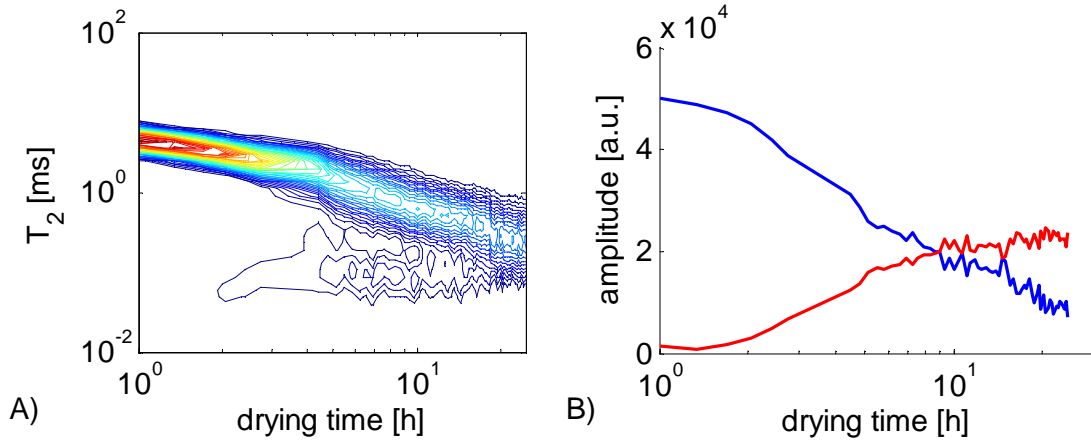 10^2
10^0
10^-2
T_2 [ms]
10^0
10^1
drying time [h]
A)
x 10^4
6
4
2
0
amplitude [a.u.]
10^0
10^1
drying time [h]
B)